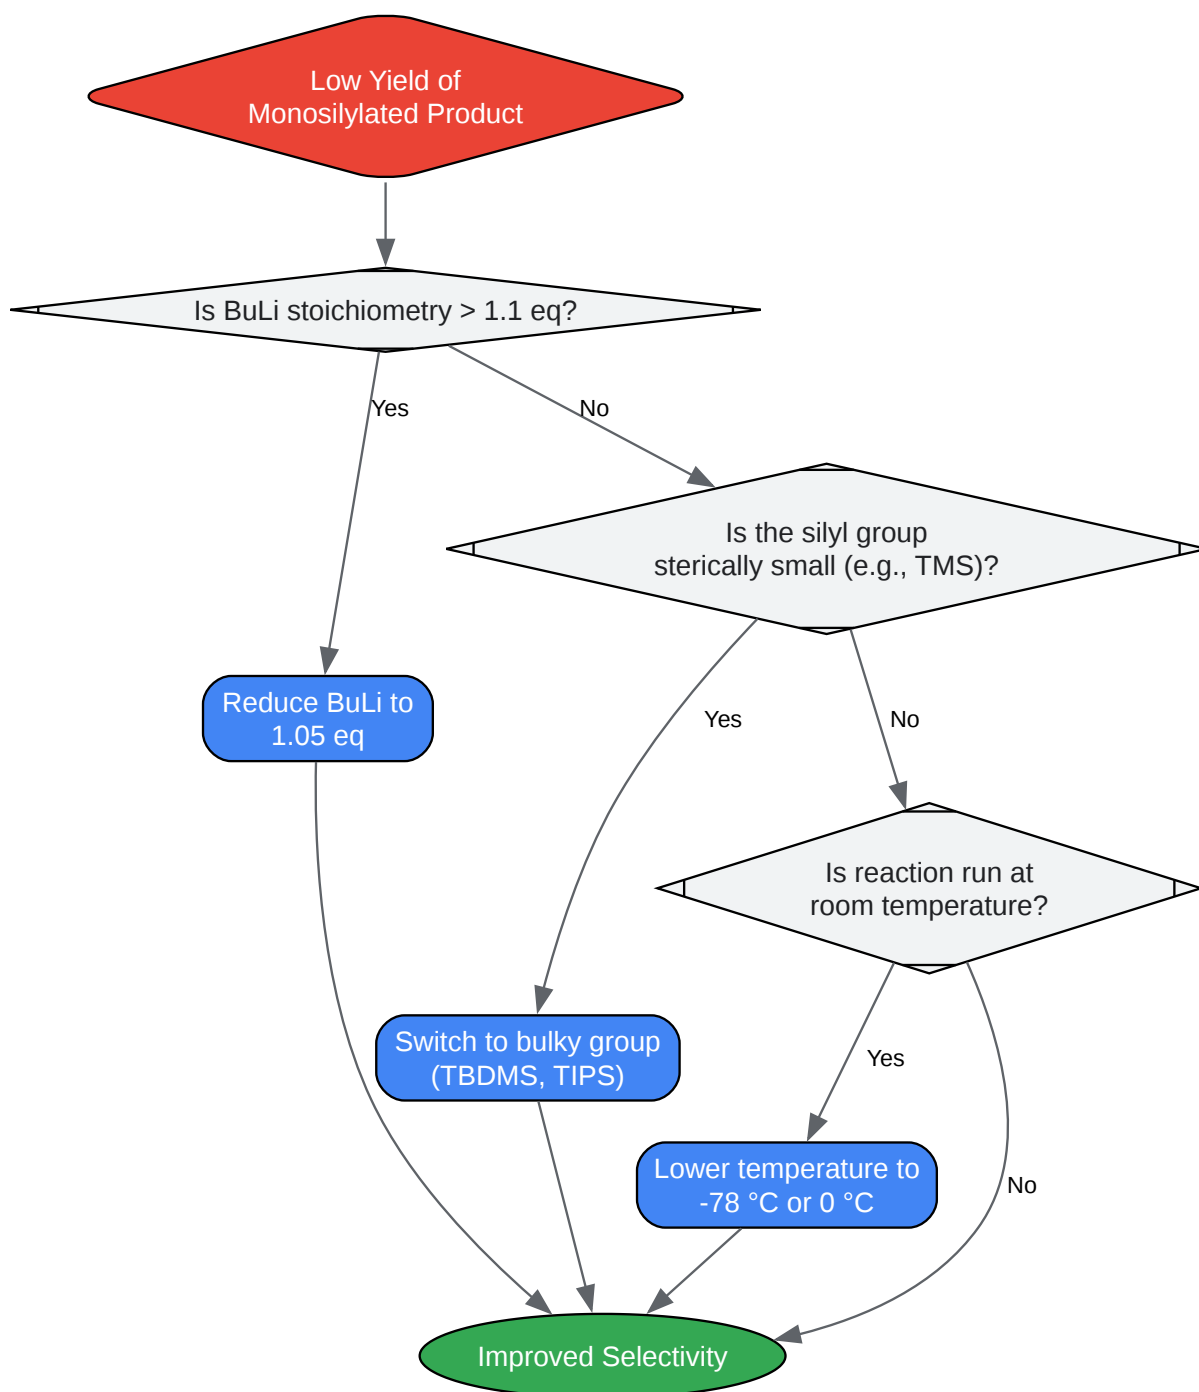 Low Yield of
Monosilylated Product
Is BuLi stoichiometry > 1.1 eq?
Yes
No
Is the silyl group
sterically small (e.g., TMS)?
Reduce BuLi to
1.05 eq
Yes
No
Is reaction run at
room temperature?
Switch to bulky group
(TBDMS, TIPS)
Yes
Lower temperature to
-78 °C or 0 °C
No
Improved Selectivity